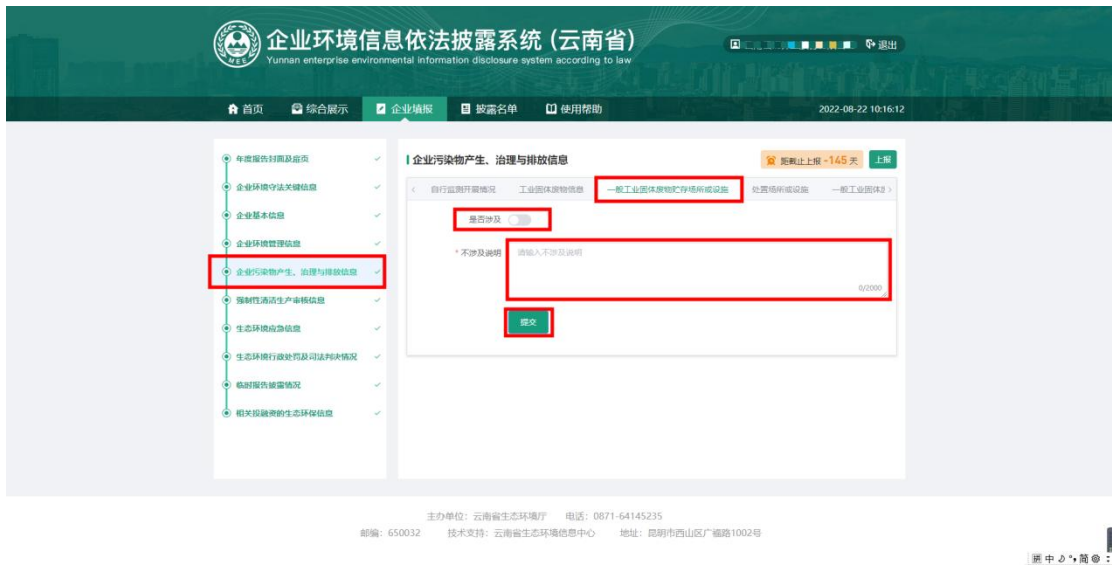 企业环境信息依法披露系统 (云南省)
Yunnan enterprise environmental information disclosure system according to law
MEE
退出
首页 综合展示 企业填报 披露名单 使用帮助 2022-08-22 10:16:12
年度报告封面及扉页
企业环境守法关键信息
企业基本信息
企业环境管理信息
企业污染物产生、治理与排放信息
强制性清洁生产审核信息
生态环境应急信息
生态环境行政处罚及司法判决情况
临时报告披露情况
相关投融资的生态环保信息
企业污染物产生、治理与排放信息 距截止上报 -145 天 上报
自行监测开展情况 工业固体废物信息 一般工业固体废物贮存场所或设施 处置场所或设施 一般工业固体
是否涉及
* 不涉及说明 请输入不涉及说明
0/2000
提交
主办单位：云南省生态环境厅 电话：0871-64145235
邮编：650032 技术支持：云南省生态环境信息中心 地址：昆明市西山区广福路1002号
中 简